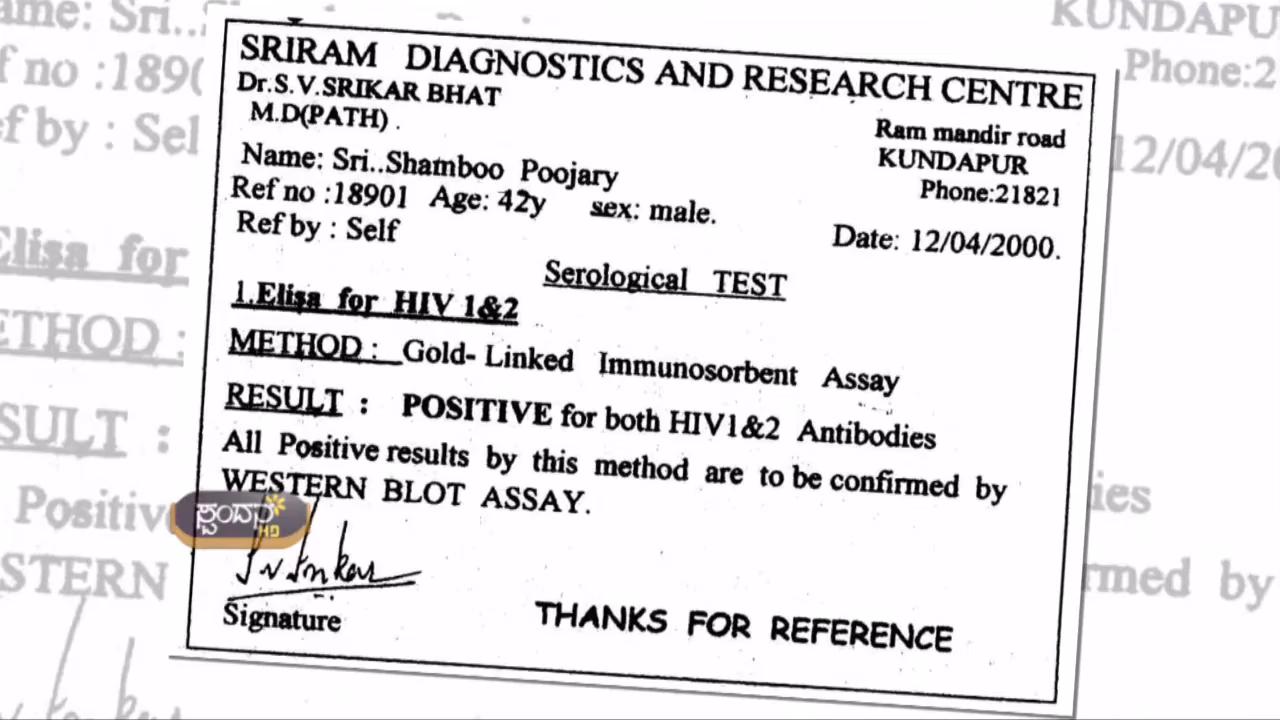 SRIRAM DIAGNOSTICS AND RESEARCH CENTRE
Dr.S.V.SRIKAR BHAT
M.D(PATH) .
Ram mandir road
KUNDAPUR
Phone:21821
Name: Sri..Shamboo Poojary
Ref no :18901 Age: 42y sex: male.
Ref by : Self
Date: 12/04/2000.
Serological TEST
1.Elisa for HIV 1&2
METHOD : Gold- Linked Immunosorbent Assay
RESULT : POSITIVE for both HIV1&2 Antibodies
All Positive results by this method are to be confirmed by
WESTERN BLOT ASSAY.
ಸ್ಪಂದನ HD
Signature
THANKS FOR REFERENCE